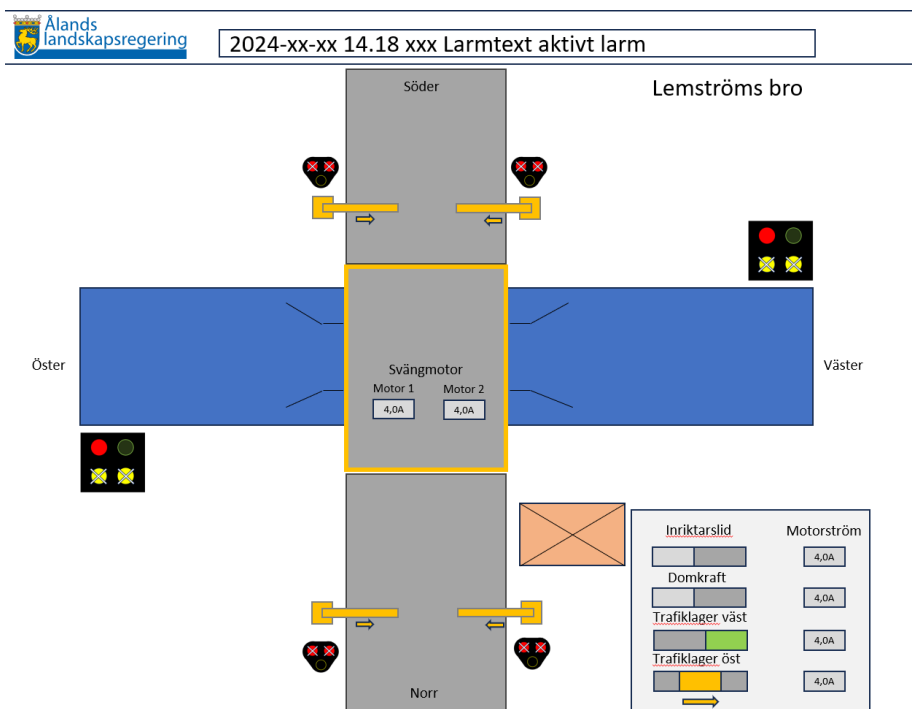 Ålands
landskapsregering
2024-xx-xx 14.18 xxx Larmtext aktivt larm
Söder
Lemströms bro
Öster
Väster
Svängmotor
Motor 1 Motor 2
4,0A 4,0A
Inriktarslid Motorström
4,0A
Domkraft
4,0A
Trafiklager väst
4,0A
Trafiklager öst
4,0A
Norr